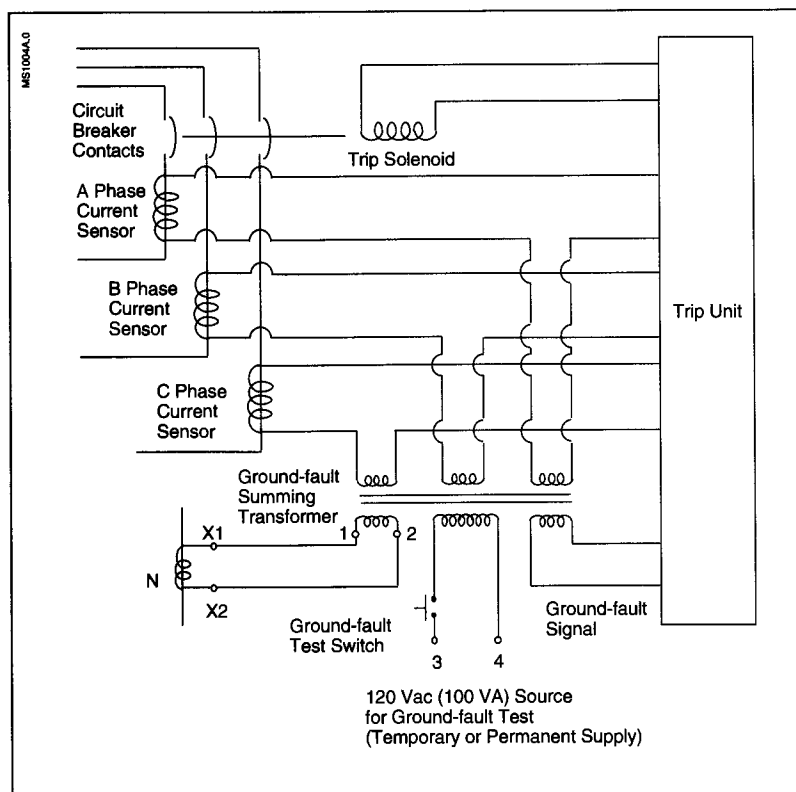 MS1004A.0
Circuit
Breaker
Contacts
Trip Solenoid
A Phase
Current
Sensor
B Phase
Current
Sensor
Trip Unit
C Phase
Current
Sensor
Ground-fault
Summing
Transformer
X1
1
2
N
X2
Ground-fault
Test Switch
Ground-fault
Signal
3
4
120 Vac (100 VA) Source
for Ground-fault Test
(Temporary or Permanent Supply)